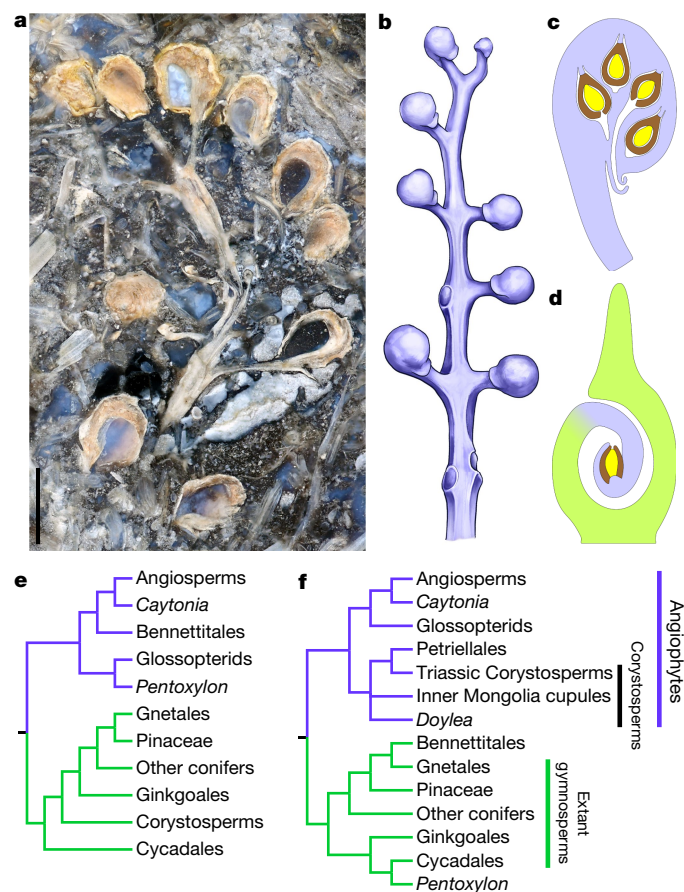 a
b
c
d
e
Angiosperms
Caytonia
Bennettitales
Glossopterids
Pentoxylon
Gnetales
Pinaceae
Other conifers
Ginkgoales
Corystosperms
Cycadales
f
Angiosperms
Caytonia
Glossopterids
Petriellales
Triassic Corystosperms
Inner Mongolia cupules
Doylea
Bennettitales
Gnetales
Pinaceae
Other conifers
Ginkgoales
Cycadales
Pentoxylon
Corystosperms
Angiophytes
Extant
gymnosperms